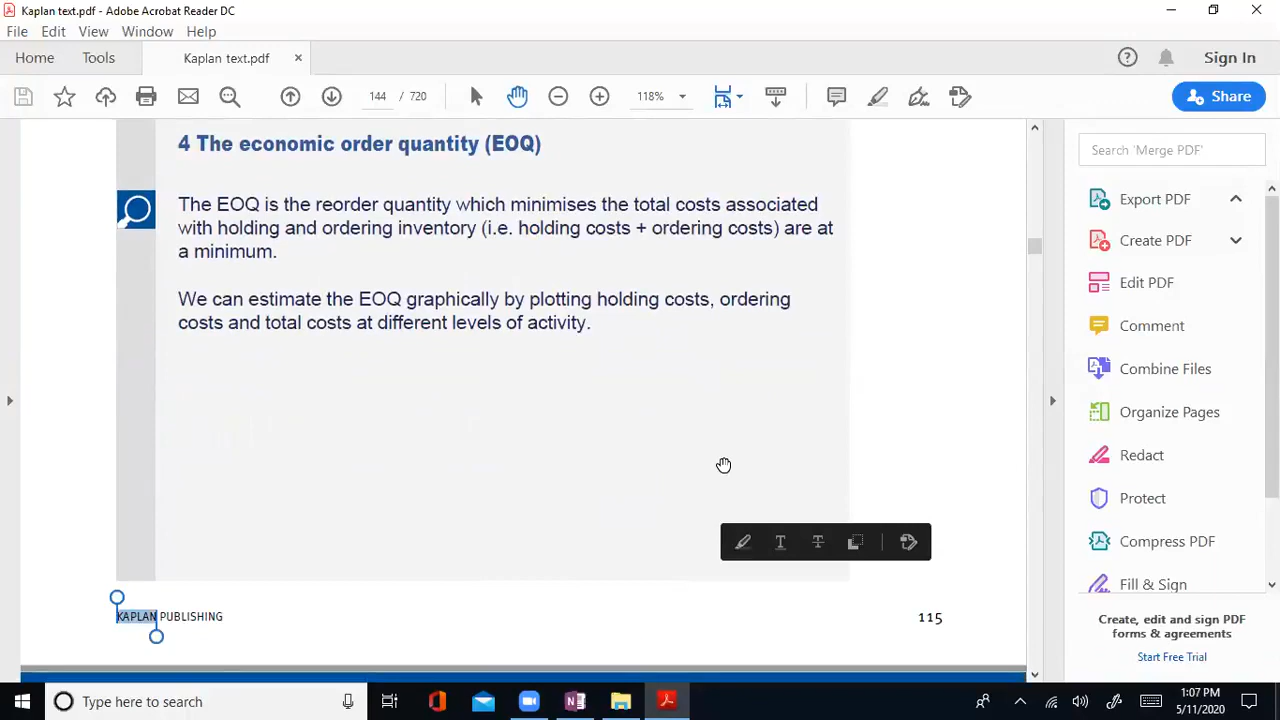 Kaplan text.pdf - Adobe Acrobat Reader DC
File Edit View Window Help
Home Tools Kaplan text.pdf × Sign In
144 / 720 118% Share
4 The economic order quantity (EOQ)
The EOQ is the reorder quantity which minimises the total costs associated
with holding and ordering inventory (i.e. holding costs + ordering costs) are at
a minimum.
We can estimate the EOQ graphically by plotting holding costs, ordering
costs and total costs at different levels of activity.
KAPLAN PUBLISHING
115
Search 'Merge PDF'
Export PDF
Create PDF
Edit PDF
Comment
Combine Files
Organize Pages
Redact
Protect
Compress PDF
Fill & Sign
Create, edit and sign PDF
forms & agreements
Start Free Trial
Type here to search
1:07 PM
5/11/2020